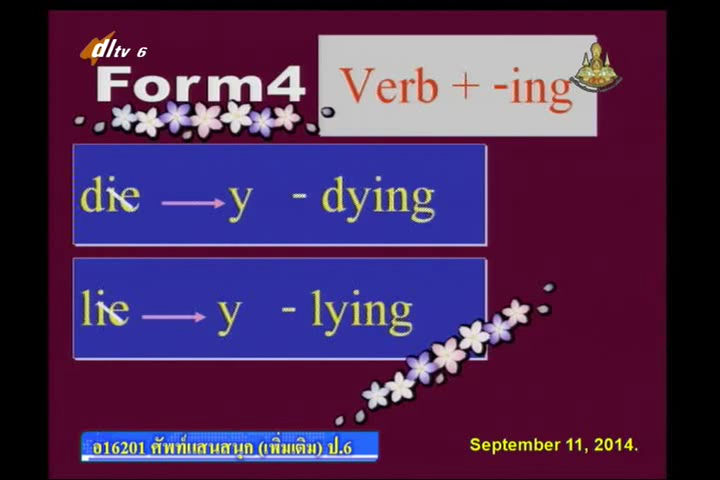 dltv 6
Form4
Verb + -ing
die → y - dying
lie → y - lying
อ16201 ศัพท์แสนสนุก (เพิ่มเติม) ป.6
September 11, 2014.